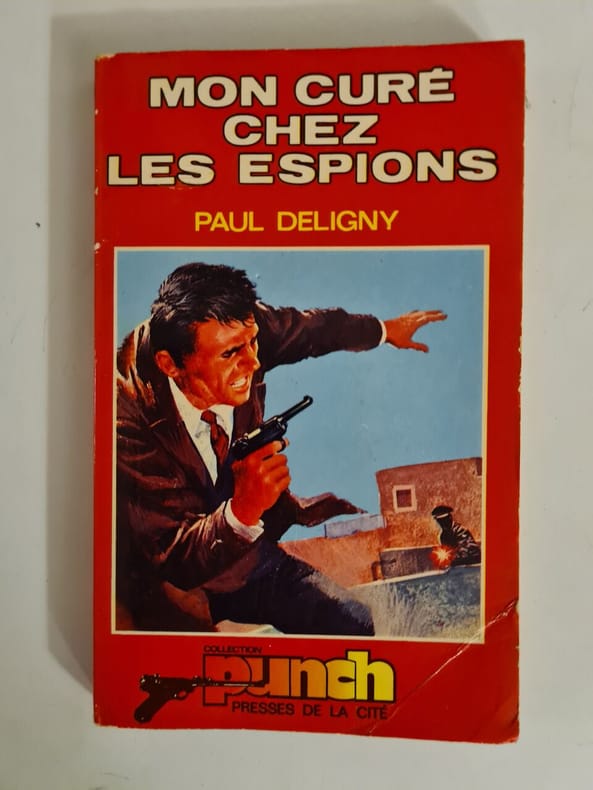 MON CURÉ
CHEZ
LES ESPIONS
PAUL DELIGNY
COLLECTION
punch
PRESSES DE LA CITÉ